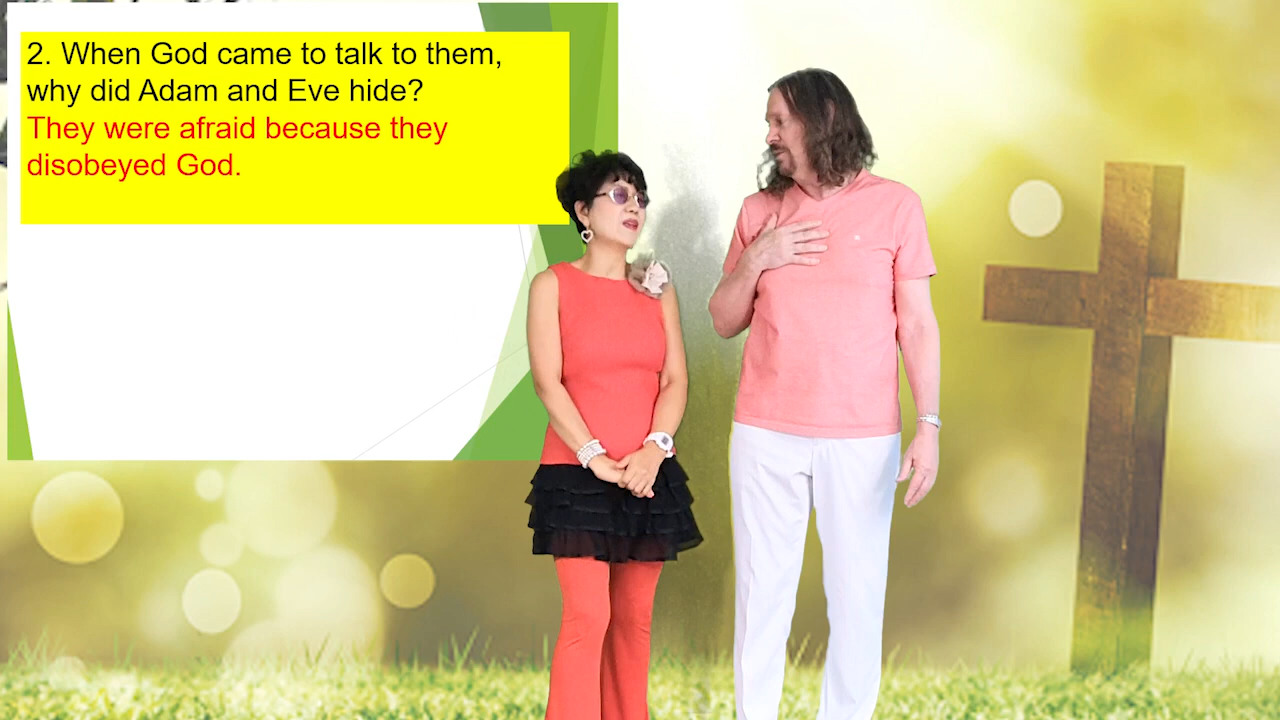 2. When God came to talk to them,
why did Adam and Eve hide?
They were afraid because they
disobeyed God.